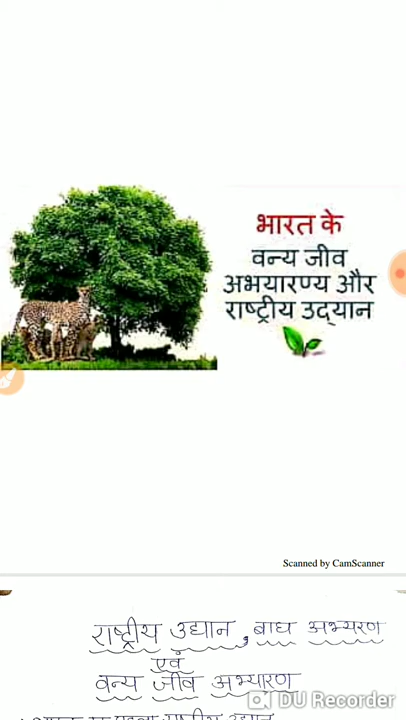 भारत के
वन्य जीव
अभयारण्य और
राष्ट्रीय उद्यान
Scanned by CamScanner
राष्ट्रीय उद्यान, बाघ अभ्यरण
एवं
वन्य जीव अभ्यारण
DU Recorder